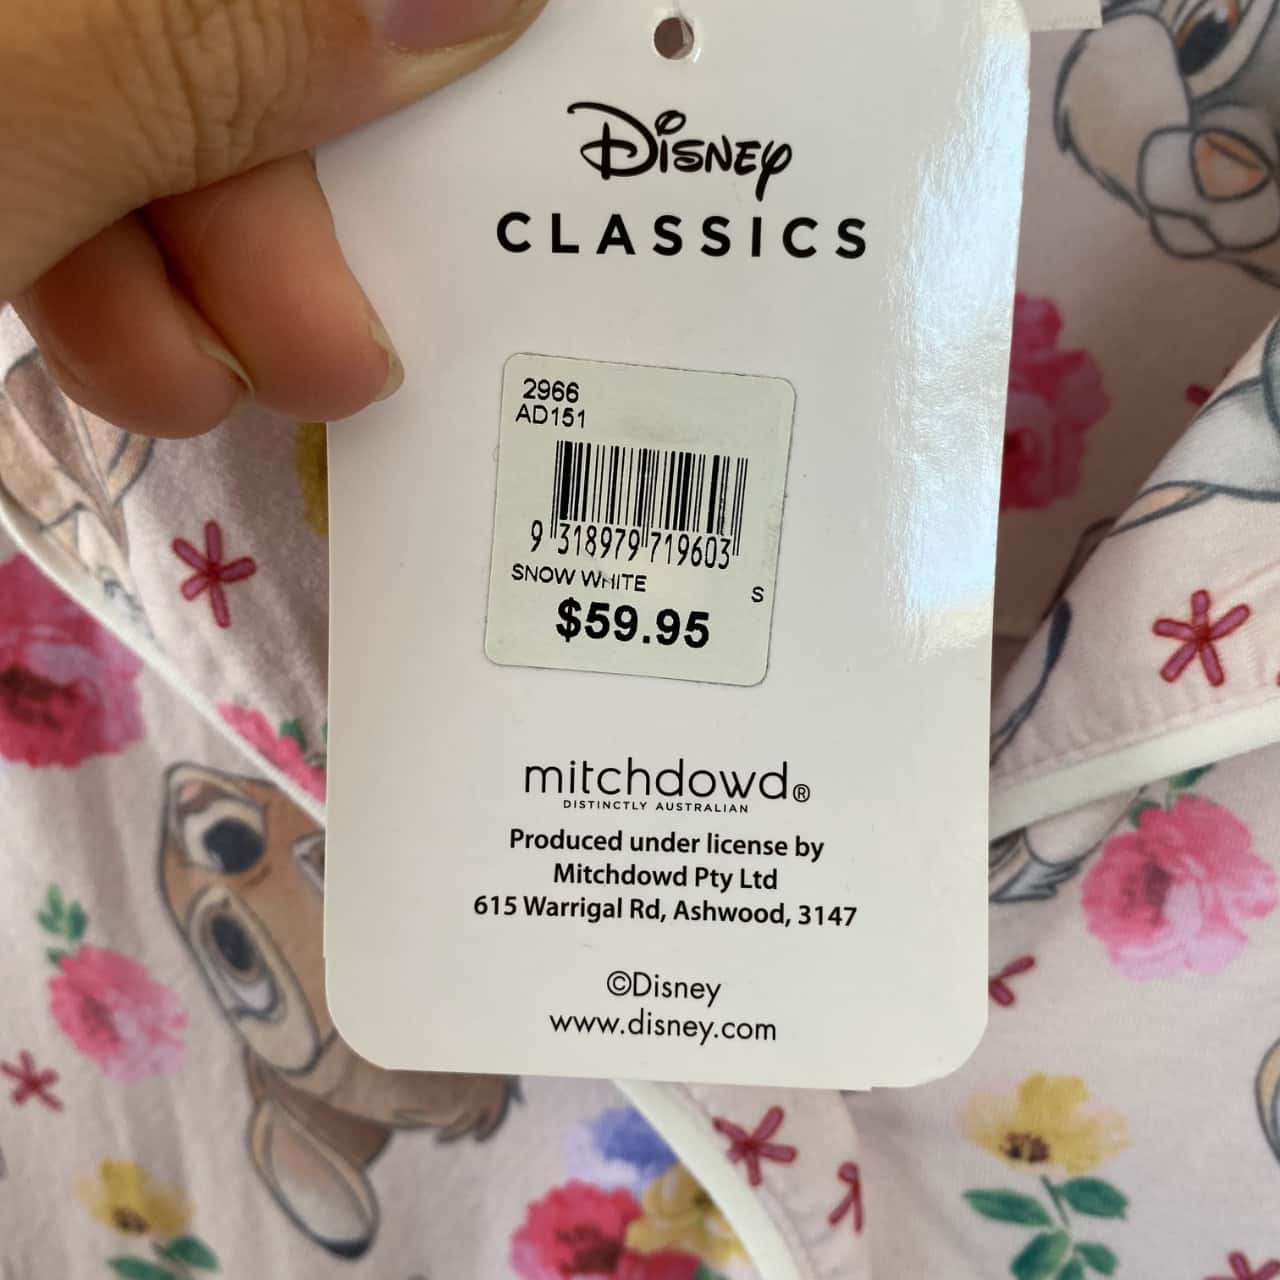 Disney
CLASSICS
2966
AD151
9 318979 719603
SNOW WHITE S
$59.95
mitchdowd®
DISTINCTLY AUSTRALIAN
Produced under license by
Mitchdowd Pty Ltd
615 Warrigal Rd, Ashwood, 3147
©Disney
www.disney.com